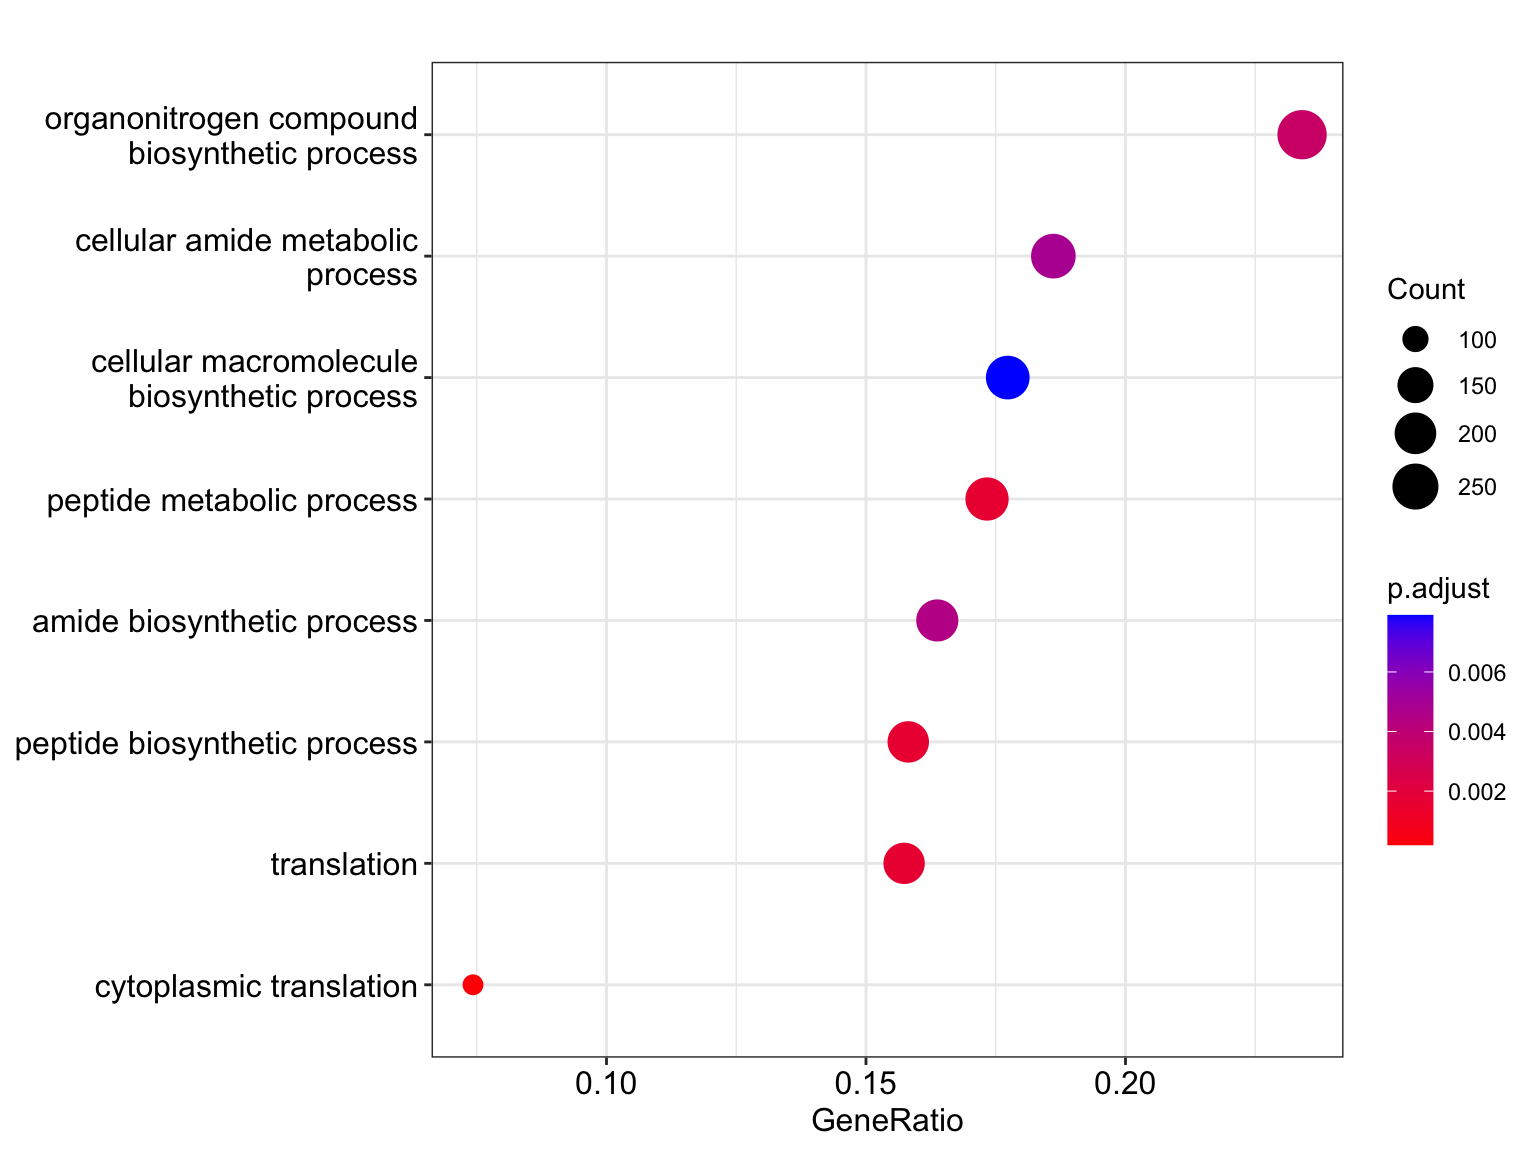 organonitrogen compound
biosynthetic process
cellular amide metabolic
process
cellular macromolecule
biosynthetic process
peptide metabolic process
amide biosynthetic process
peptide biosynthetic process
translation
cytoplasmic translation
0.10
0.15
0.20
GeneRatio
Count
100
150
200
250
p.adjust
0.006
0.004
0.002